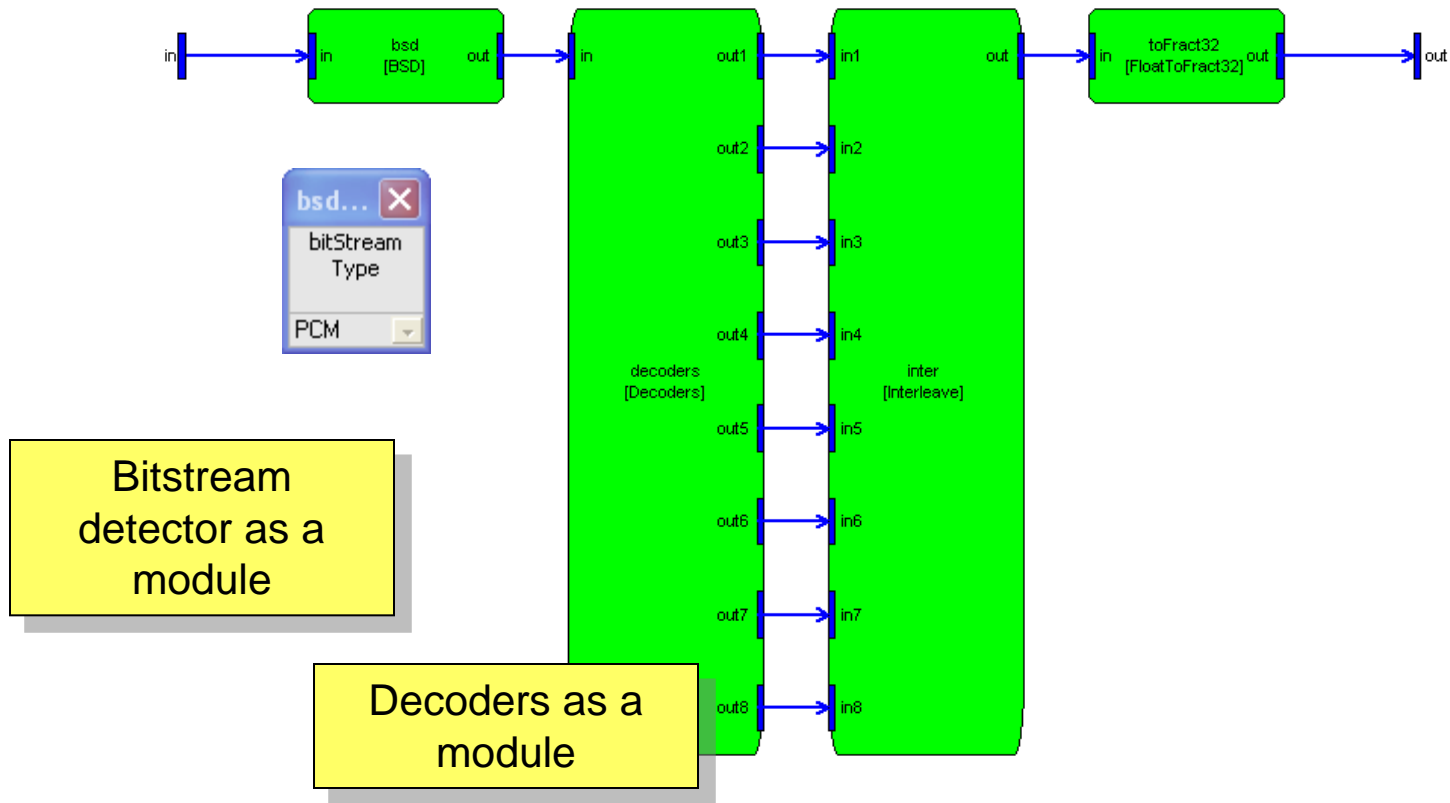 in
in
bsd
[BSD]
out
in
out1
in1
out
in
toFract32
[FloatToFract32]
out
out
out2
in2
bsd...
bitStream
Type
PCM
out3
in3
out4
in4
decoders
[Decoders]
inter
[Interleave]
out5
in5
Bitstream
detector as a
module
out6
in6
out7
in7
Decoders as a
module
out8
in8